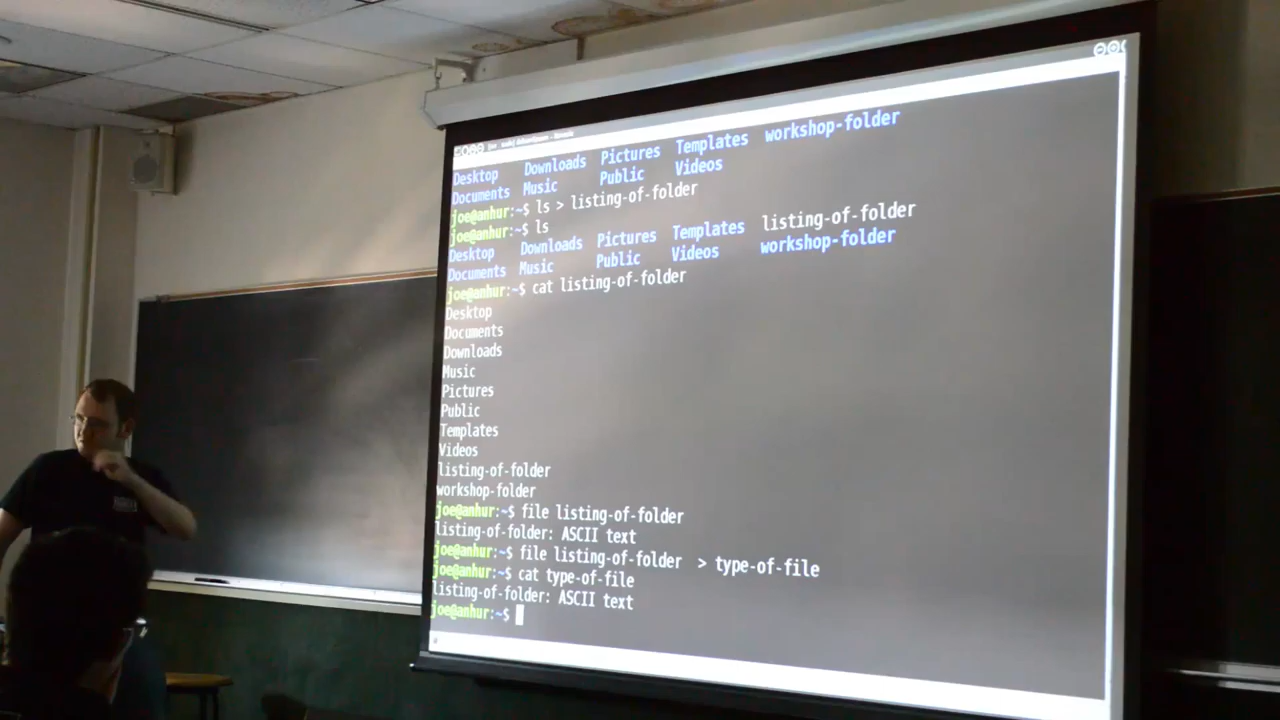 Desktop Downloads Pictures Templates workshop-folder
Documents Music Public Videos
joe@anhur:~$ ls > listing-of-folder
joe@anhur:~$ ls
Desktop Downloads Pictures Templates listing-of-folder
Documents Music Public Videos workshop-folder
joe@anhur:~$ cat listing-of-folder
Desktop
Documents
Downloads
Music
Pictures
Public
Templates
Videos
listing-of-folder
workshop-folder
joe@anhur:~$ file listing-of-folder
listing-of-folder: ASCII text
joe@anhur:~$ file listing-of-folder > type-of-file
joe@anhur:~$ cat type-of-file
listing-of-folder: ASCII text
joe@anhur:~$